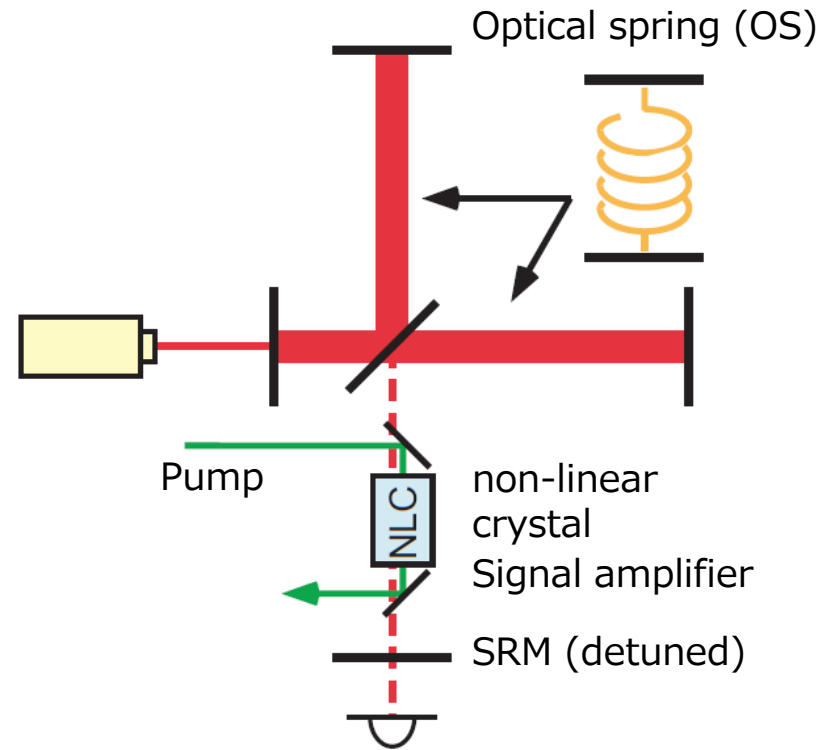 Optical spring (OS)
Pump
NLC
non-linear
crystal
Signal amplifier
SRM (detuned)